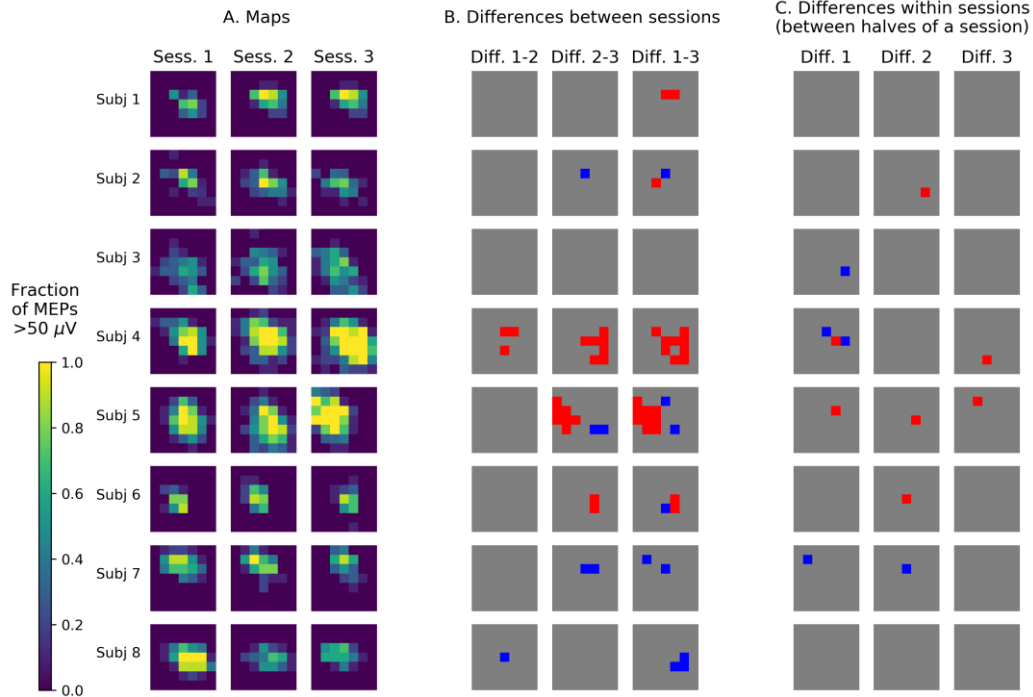 A. Maps
B. Differences between sessions
C. Differences within sessions
(between halves of a session)
Sess. 1 Sess. 2 Sess. 3
Diff. 1-2 Diff. 2-3 Diff. 1-3
Diff. 1 Diff. 2 Diff. 3
Subj 1
Subj 2
Subj 3
Subj 4
Subj 5
Subj 6
Subj 7
Subj 8
Fraction
of MEPs
>50 μV
1.0
0.8
0.6
0.4
0.2
0.0